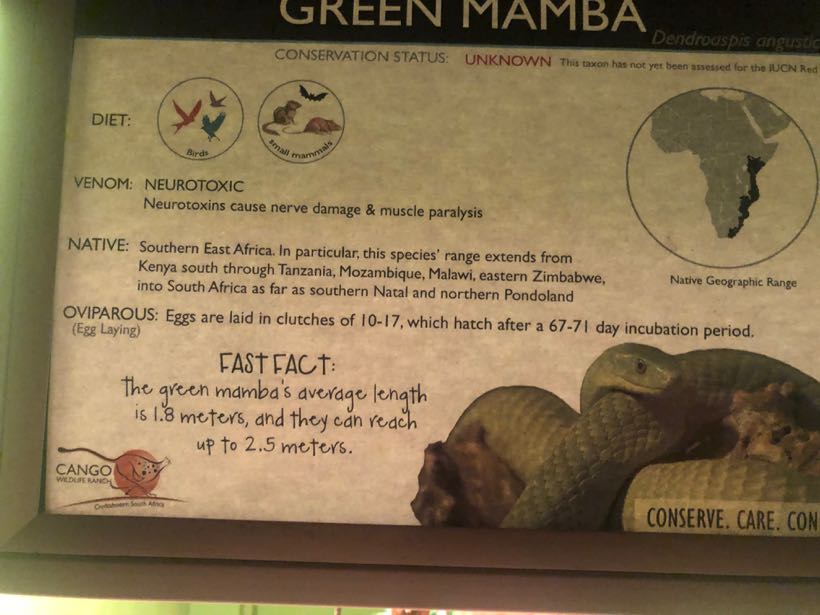 GREEN MAMBA
Dendroaspis angustic
CONSERVATION STATUS: UNKNOWN This taxon has not yet been assessed for the IUCN Red
DIET:
Birds
small mammals
VENOM: NEUROTOXIC
Neurotoxins cause nerve damage & muscle paralysis
NATIVE: Southern East Africa. In particular, this species' range extends from
Kenya south through Tanzania, Mozambique, Malawi, eastern Zimbabwe,
into South Africa as far as southern Natal and northern Pondoland
Native Geographic Range
OVIPAROUS: Eggs are laid in clutches of 10-17, which hatch after a 67-71 day incubation period.
(Egg Laying)
FAST FACT:
the green mamba's average length
is 1.8 meters, and they can reach
up to 2.5 meters.
CANGO
WILDLIFE RANCH
Oudtshoorn South Africa
CONSERVE. CARE. CON